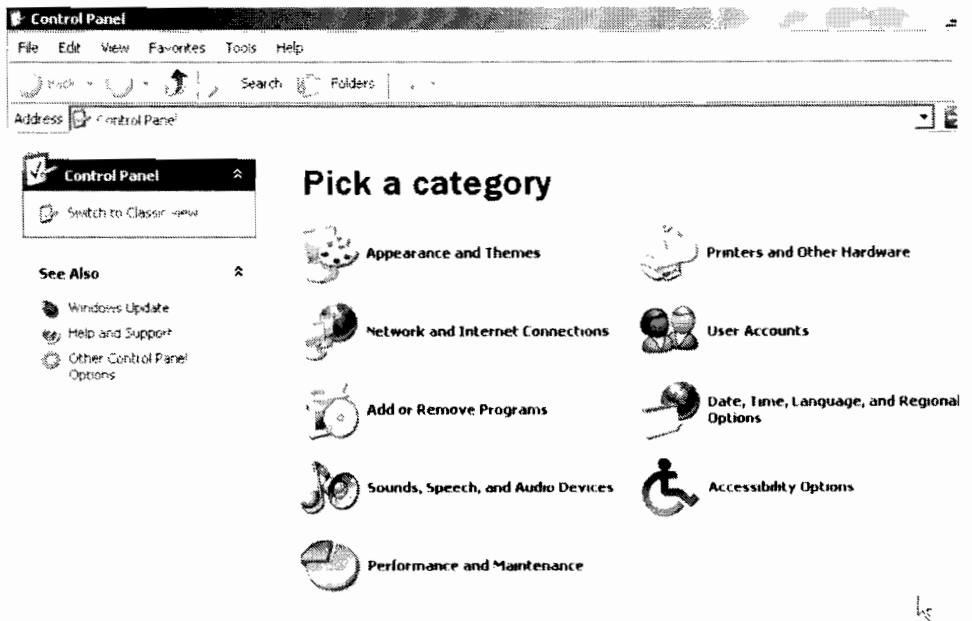 Control Panel
File Edit View Favorites Tools Help
Back Search Folders
Address Control Panel
Control Panel
Switch to Classic View
See Also
Windows Update
Help and Support
Other Control Panel
Options
Pick a category
Appearance and Themes
Printers and Other Hardware
Network and Internet Connections
User Accounts
Add or Remove Programs
Date, Time, Language, and Regional
Options
Sounds, Speech, and Audio Devices
Accessibility Options
Performance and Maintenance